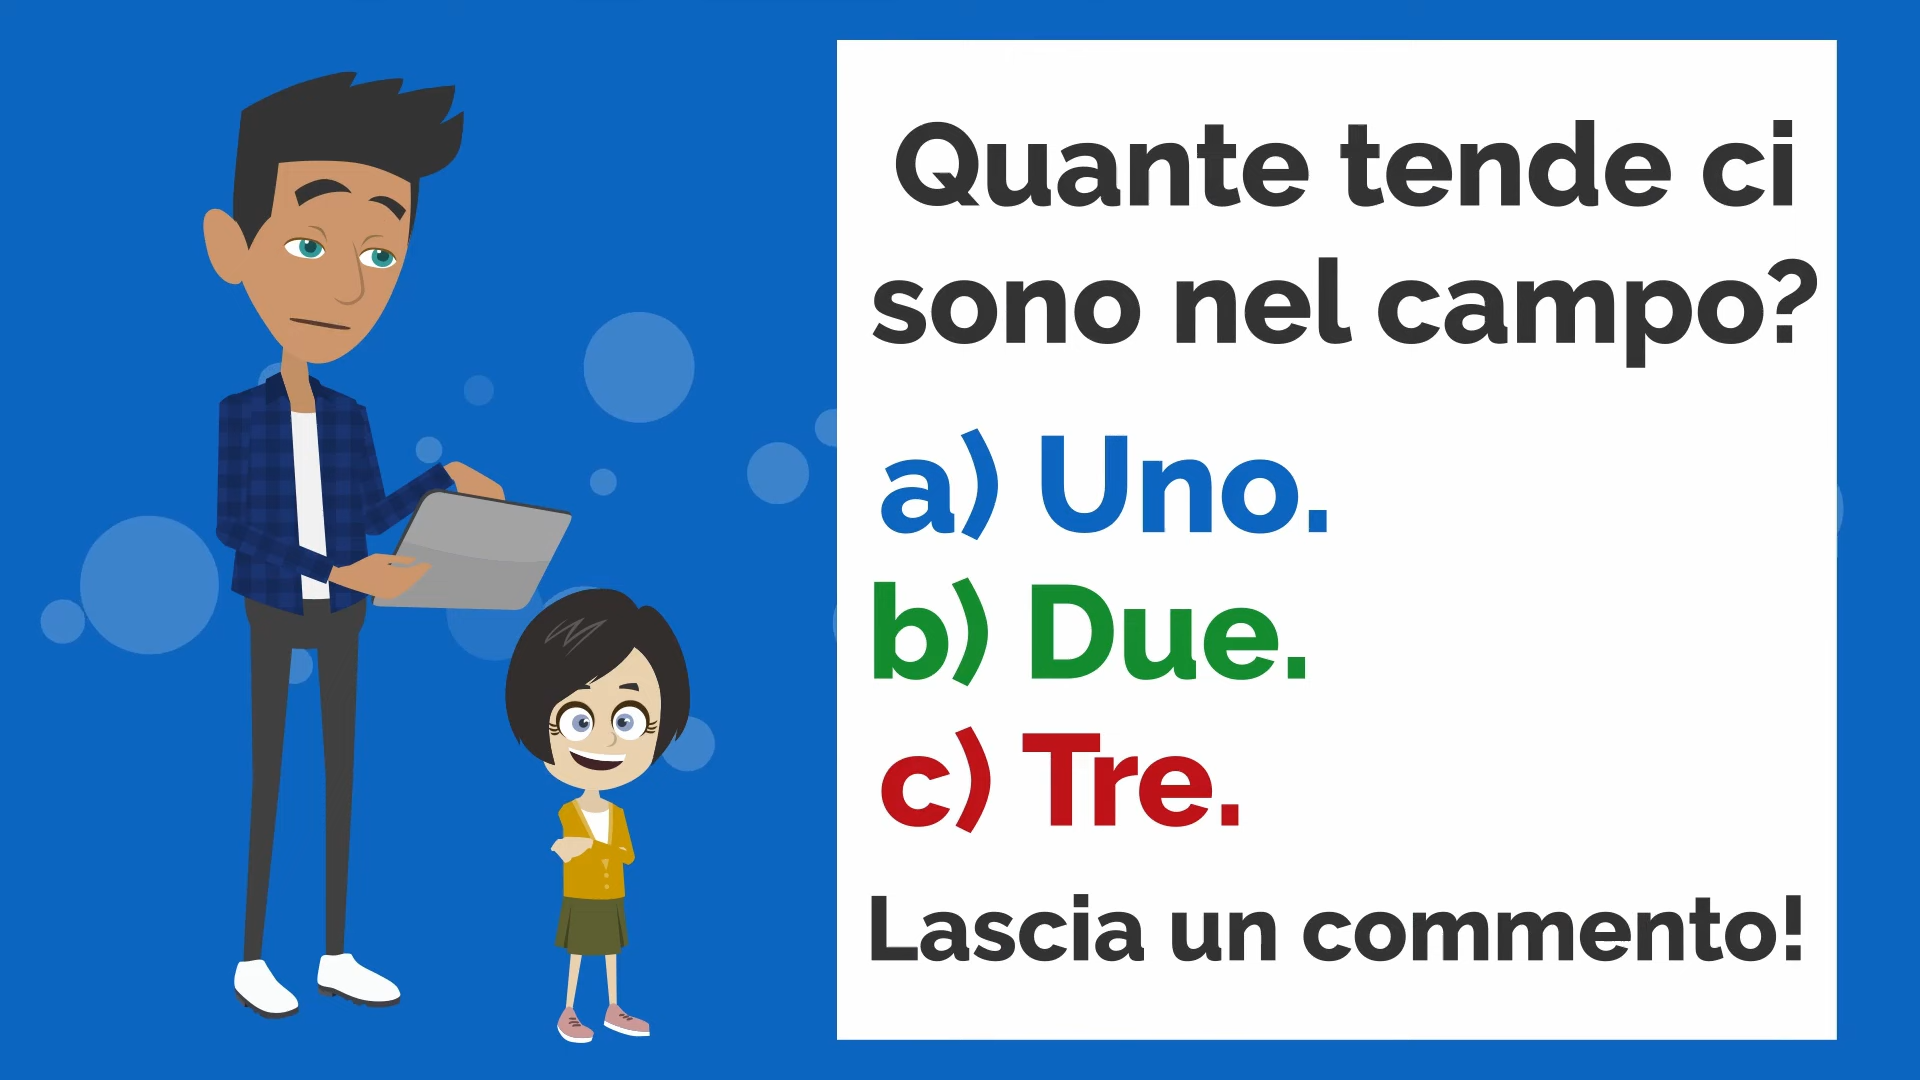 Quante tende ci
sono nel campo?
a) Uno.
b) Due.
c) Tre.
Lascia un commento!